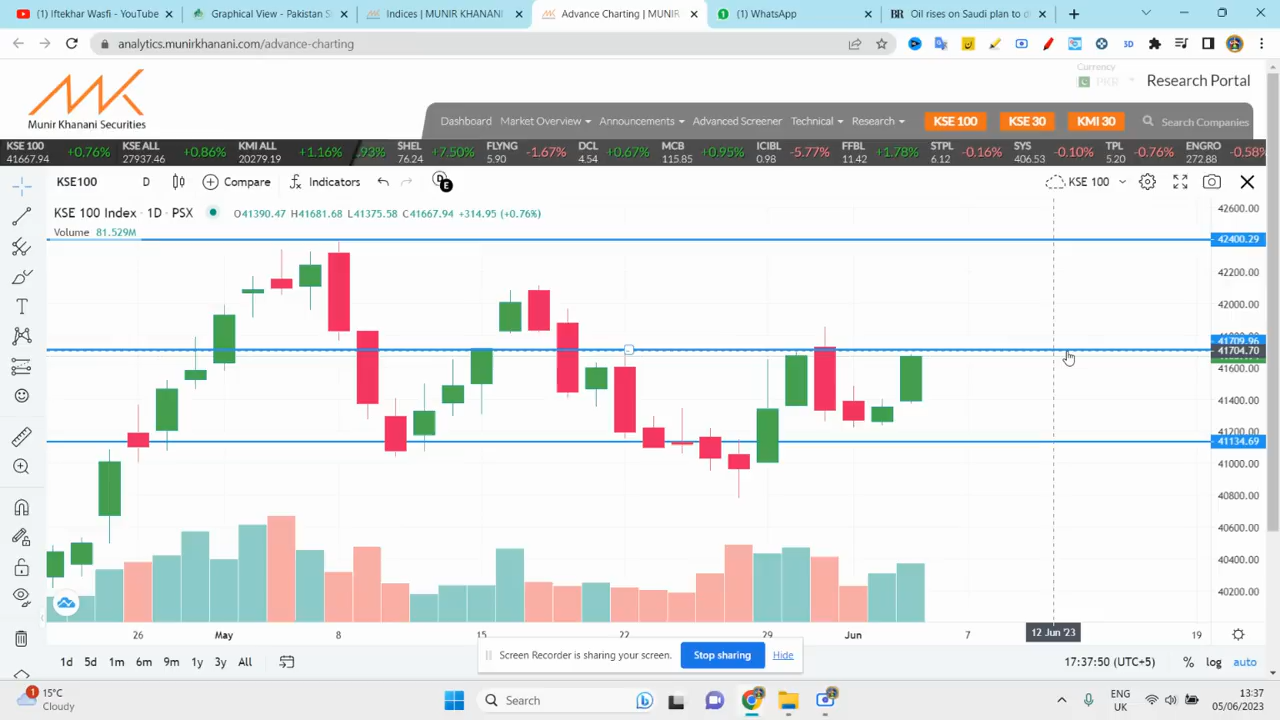 Iftekhar Wasfi - YouTube
Graphical View - Pakistan S
Indices | MUNIR KHANANI
Advance Charting | MUNIR
(1) WhatsApp
Oil rises on Saudi plan to d
analytics.munirkhanani.com/advance-charting
Currency
PKR
Research Portal
Munir Khanani Securities
Dashboard Market Overview Announcements Advanced Screener Technical Research KSE 100 KSE 30 KMI 30 Search Companies
KSE 100 41667.94 +0.76%
KSE ALL 27937.46 +0.86%
KMI ALL 20279.19 +1.16%
.93%
SHEL 76.24 +7.50%
FLYNG 5.90 -1.67%
DCL 4.54 +0.67%
MCB 115.85 +0.95%
ICIBL 0.98 -5.77%
FFBL 11.42 +1.78%
STPL 6.12 -0.16%
SYS 406.53 -0.10%
TPL 5.20 -0.76%
ENGRO 272.88 -0.58%
KSE100 D Compare Indicators D E KSE 100
KSE 100 Index · 1D · PSX O41390.47 H41681.68 L41375.58 C41667.94 +314.95 (+0.76%)
Volume 81.529M
42600.00
42400.29
42200.00
42000.00
41709.96
41704.70
41600.00
41400.00
41200.00
41134.69
41000.00
40800.00
40600.00
40400.00
40200.00
26 May 8 15 22 29 Jun 7 12 Jun '23 19
Screen Recorder is sharing your screen. Stop sharing Hide
1d 5d 1m 6m 9m 1y 3y All 17:37:50 (UTC+5) % log auto
1
15°C
Cloudy
Search
ENG
UK
13:37
05/06/2023